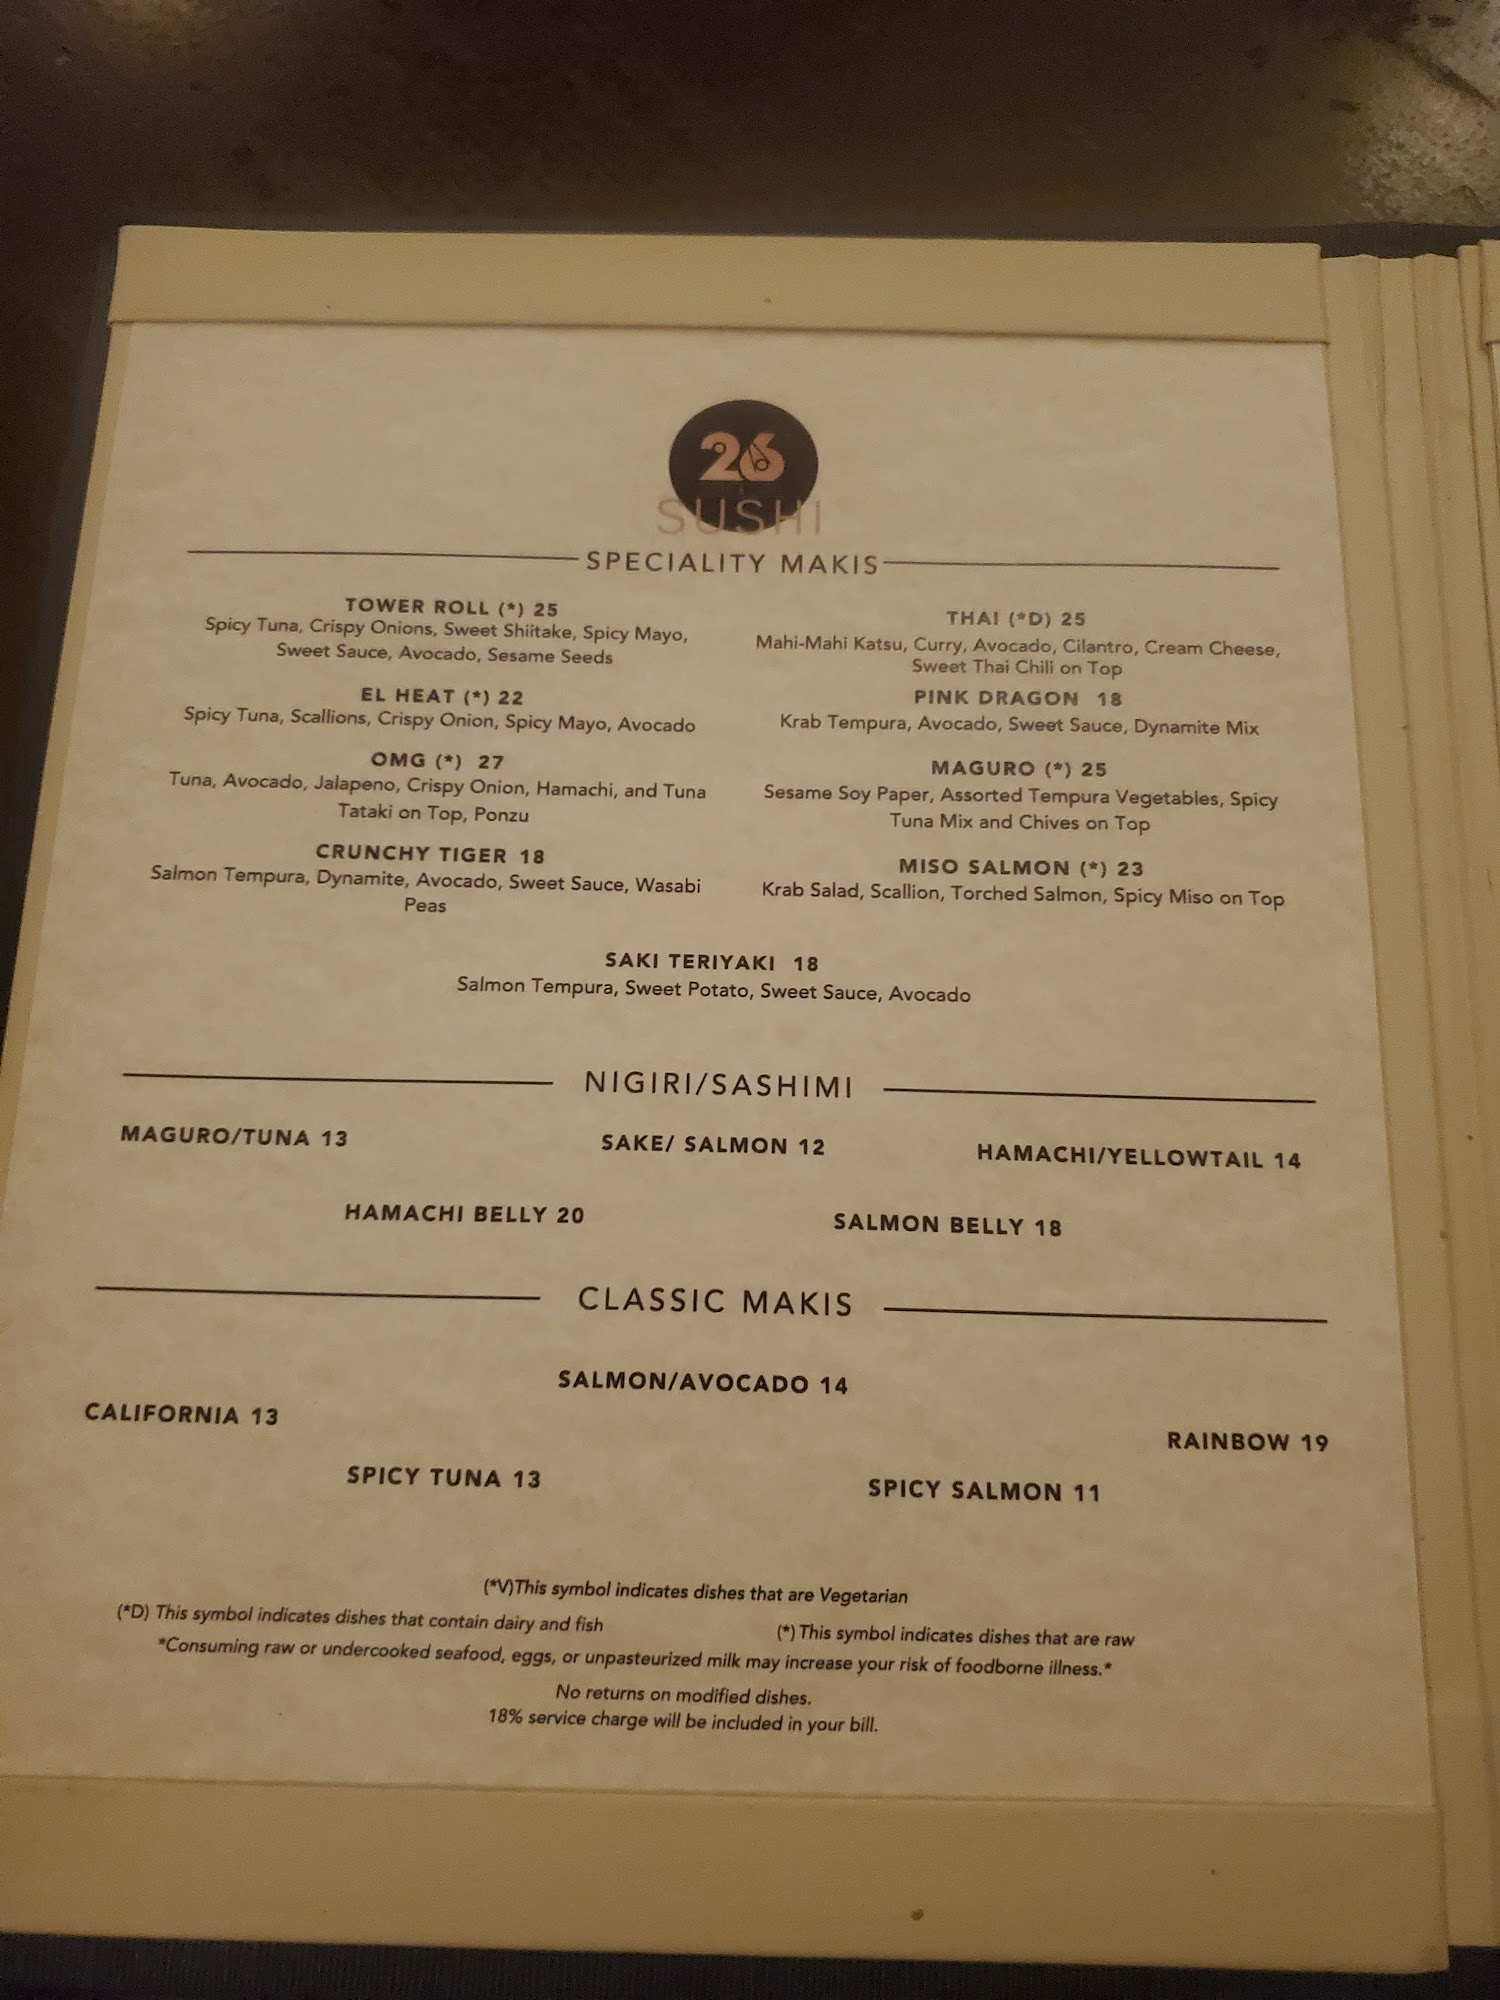 26
SUSHI
SPECIALITY MAKIS
TOWER ROLL (*) 25
Spicy Tuna, Crispy Onions, Sweet Shiitake, Spicy Mayo,
Sweet Sauce, Avocado, Sesame Seeds
EL HEAT (*) 22
Spicy Tuna, Scallions, Crispy Onion, Spicy Mayo, Avocado
OMG (*) 27
Tuna, Avocado, Jalapeno, Crispy Onion, Hamachi, and Tuna
Tataki on Top, Ponzu
CRUNCHY TIGER 18
Salmon Tempura, Dynamite, Avocado, Sweet Sauce, Wasabi
Peas
THAI (*D) 25
Mahi-Mahi Katsu, Curry, Avocado, Cilantro, Cream Cheese,
Sweet Thai Chili on Top
PINK DRAGON 18
Krab Tempura, Avocado, Sweet Sauce, Dynamite Mix
MAGURO (*) 25
Sesame Soy Paper, Assorted Tempura Vegetables, Spicy
Tuna Mix and Chives on Top
MISO SALMON (*) 23
Krab Salad, Scallion, Torched Salmon, Spicy Miso on Top
SAKI TERIYAKI 18
Salmon Tempura, Sweet Potato, Sweet Sauce, Avocado
NIGIRI/SASHIMI
MAGURO/TUNA 13
SAKE/ SALMON 12
HAMACHI/YELLOWTAIL 14
HAMACHI BELLY 20
SALMON BELLY 18
CLASSIC MAKIS
SALMON/AVOCADO 14
CALIFORNIA 13
RAINBOW 19
SPICY TUNA 13
SPICY SALMON 11
(*V)This symbol indicates dishes that are Vegetarian
(*D) This symbol indicates dishes that contain dairy and fish
(*) This symbol indicates dishes that are raw
*Consuming raw or undercooked seafood, eggs, or unpasteurized milk may increase your risk of foodborne illness.*
No returns on modified dishes.
18% service charge will be included in your bill.